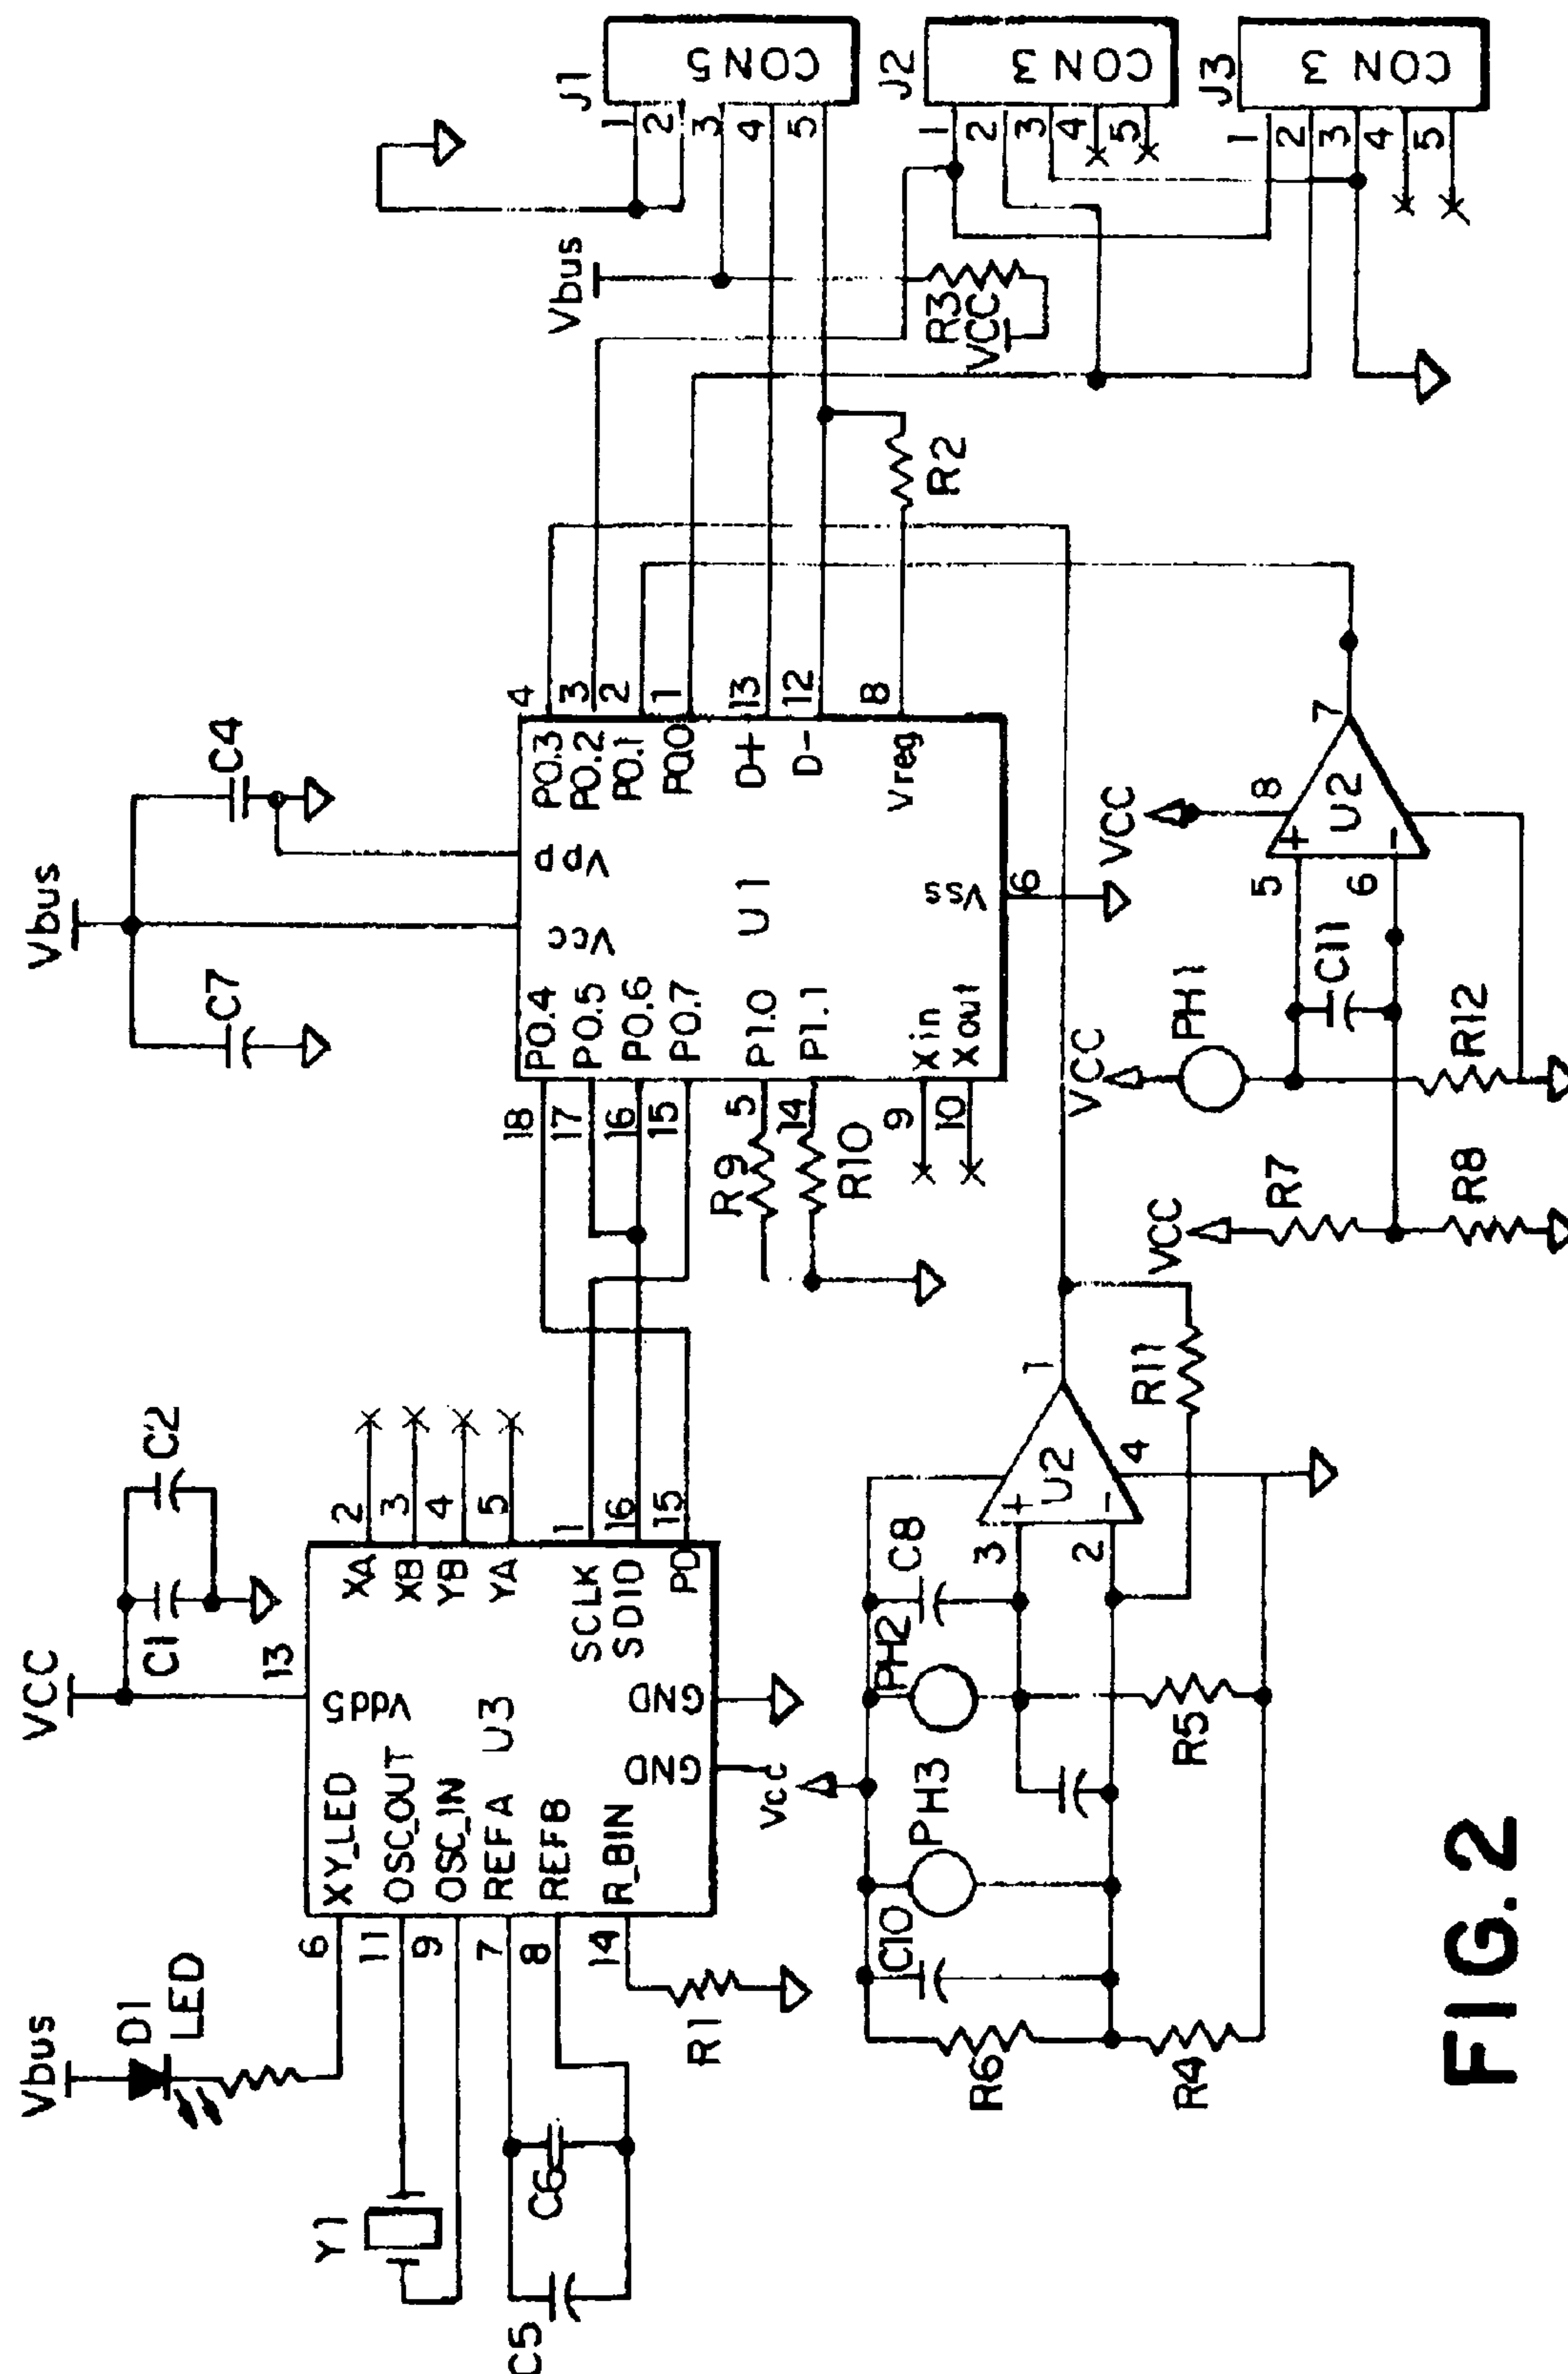 J1
CON 5
1
2
3
4
5
J2
CON 3
1
2
3
4
5
J3
CON 3
1
2
3
4
5
Vbus
R3
VCC
R2
Vbus
C4
C7
4
3
2
1
13
12
8
P0.3
P0.2
P0.1
P0.0
D+
D-
Vreg
Vpp
Vcc
U1
Vss
6
P0.4
P0.5
P0.6
P0.7
P1.0
P1.1
Xin
Xout
18
17
16
15
5
14
9
10
R9
R10
VCC
8
7
U2
+
-
5
6
C11
VCC
PH1
R12
VCC
R7
R8
VCC
C1
C2
13
2
3
4
5
1
16
15
XA
XB
YB
YA
SCLK
SDIO
PD
Vdd5
U3
GND
GND
XY_LED
OSC_OUT
OSC_IN
REFA
REFB
R_BIN
6
11
9
7
8
14
Vbus
D1
LED
Y1
C6
C5
R1
Vcc
1
R11
U2
+
-
4
3
2
C8
PH2
R5
PH3
C10
R6
R4
FIG. 2